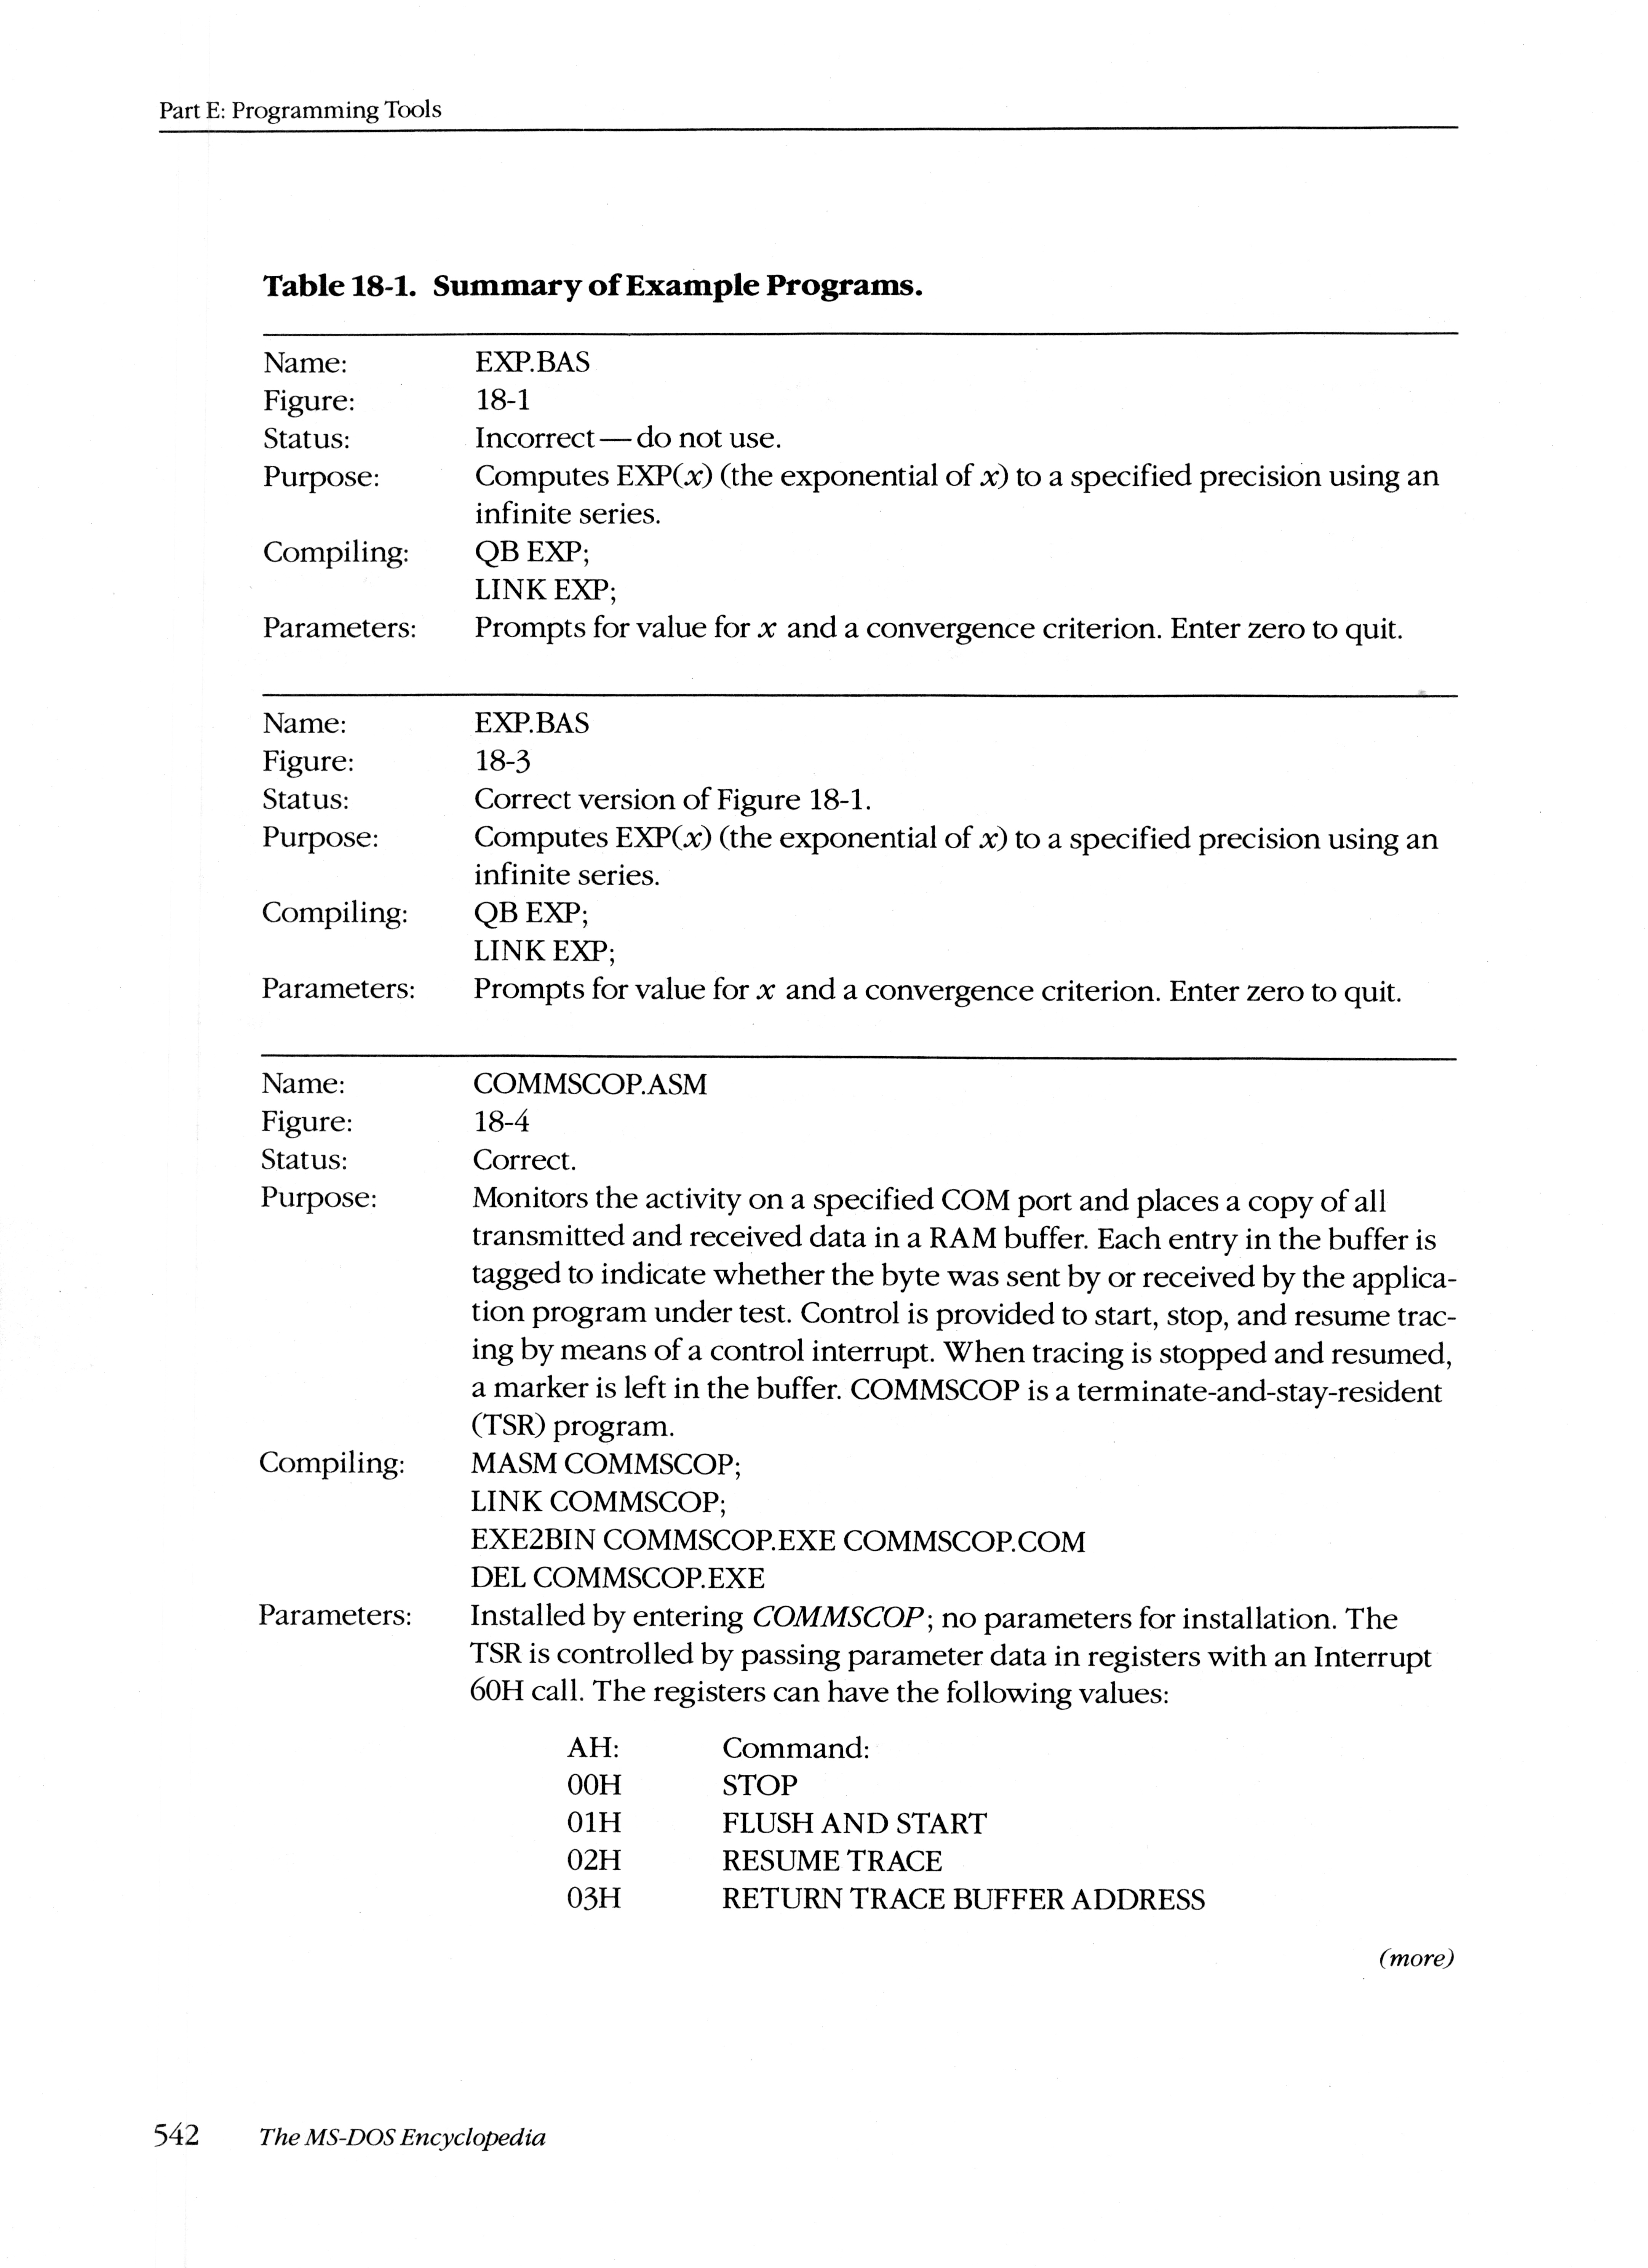 Part E: Programming Tools
Table 18-1. Summary of Example Programs.
Name: EXP.BAS
Figure: 18-1
Status: Incorrect — do not use.
Purpose: Computes EXP(x) (the exponential of x) to a specified precision using an
infinite series.
Compiling: QB EXP;
LINK EXP;
Parameters: Prompts for value for x and a convergence criterion. Enter zero to quit.
Name: EXP.BAS
Figure: 18-3
Status: Correct version of Figure 18-1.
Purpose: Computes EXP(x) (the exponential of x) to a specified precision using an
infinite series.
Compiling: QB EXP;
LINK EXP;
Parameters: Prompts for value for x and a convergence criterion. Enter zero to quit.
Name: COMMSCOP.ASM
Figure: 18-4
Status: Correct.
Purpose: Monitors the activity on a specified COM port and places a copy of all
transmitted and received data in a RAM buffer. Each entry in the buffer is
tagged to indicate whether the byte was sent by or received by the applica-
tion program under test. Control is provided to start, stop, and resume trac-
ing by means of a control interrupt. When tracing is stopped and resumed,
a marker is left in the buffer. COMMSCOP is a terminate-and-stay-resident
(TSR) program.
Compiling: MASM COMMSCOP;
LINK COMMSCOP;
EXE2BIN COMMSCOP.EXE COMMSCOP.COM
DEL COMMSCOP.EXE
Parameters: Installed by entering COMMSCOP; no parameters for installation. The
TSR is controlled by passing parameter data in registers with an Interrupt
60H call. The registers can have the following values:
AH: Command:
00H STOP
01H FLUSH AND START
02H RESUME TRACE
03H RETURN TRACE BUFFER ADDRESS
(more)
542 The MS-DOS Encyclopedia